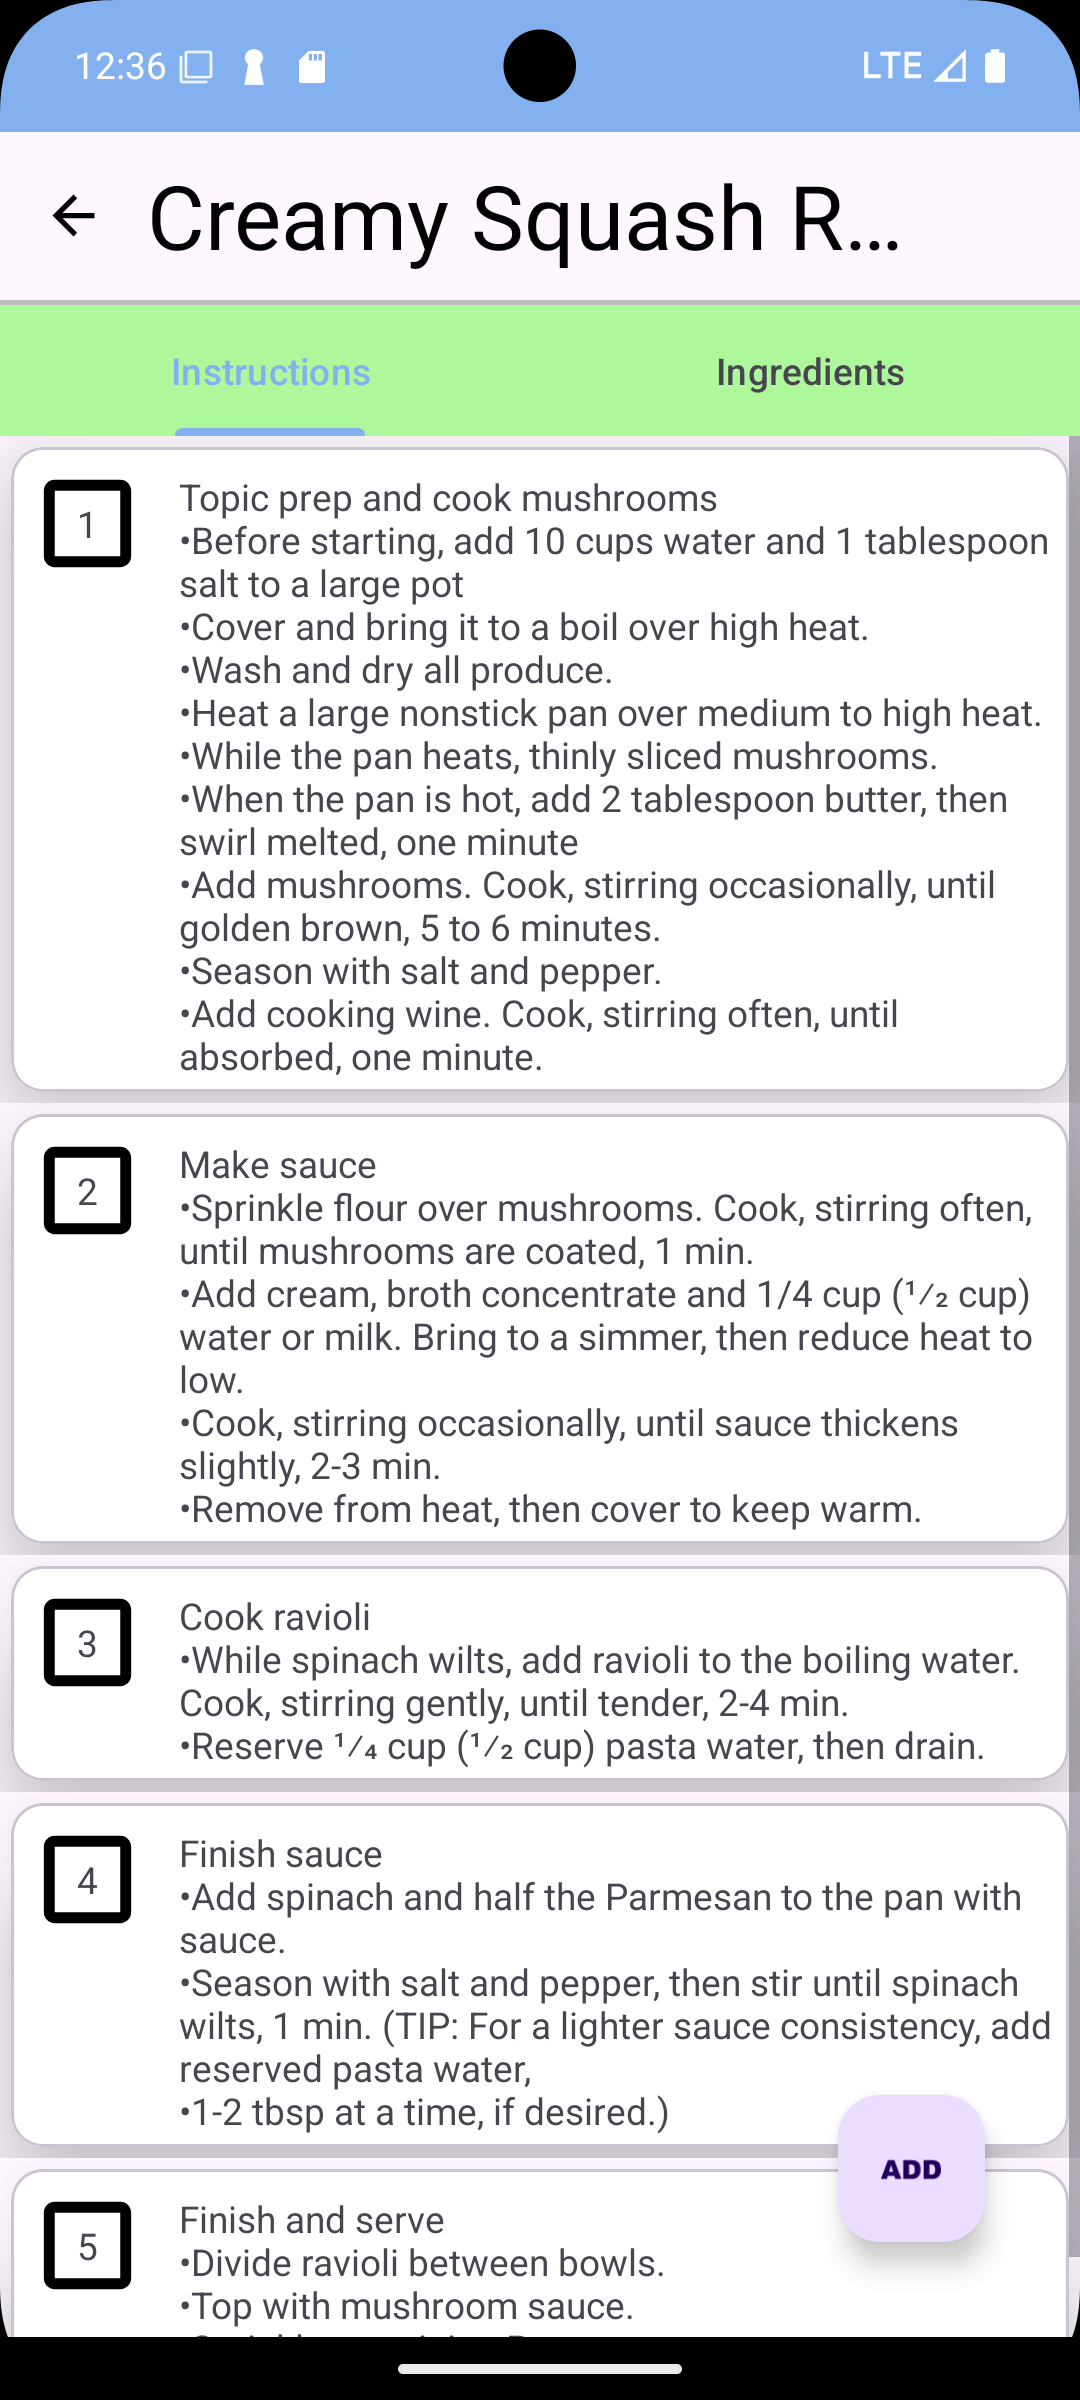 12:36
LTE
Creamy Squash R...
Instructions
Ingredients
1
Topic prep and cook mushrooms
•Before starting, add 10 cups water and 1 tablespoon
salt to a large pot
•Cover and bring it to a boil over high heat.
•Wash and dry all produce.
•Heat a large nonstick pan over medium to high heat.
•While the pan heats, thinly sliced mushrooms.
•When the pan is hot, add 2 tablespoon butter, then
swirl melted, one minute
•Add mushrooms. Cook, stirring occasionally, until
golden brown, 5 to 6 minutes.
•Season with salt and pepper.
•Add cooking wine. Cook, stirring often, until
absorbed, one minute.
2
Make sauce
•Sprinkle flour over mushrooms. Cook, stirring often,
until mushrooms are coated, 1 min.
•Add cream, broth concentrate and 1/4 cup (¹⁄₂ cup)
water or milk. Bring to a simmer, then reduce heat to
low.
•Cook, stirring occasionally, until sauce thickens
slightly, 2-3 min.
•Remove from heat, then cover to keep warm.
3
Cook ravioli
•While spinach wilts, add ravioli to the boiling water.
Cook, stirring gently, until tender, 2-4 min.
•Reserve ¹⁄₄ cup (¹⁄₂ cup) pasta water, then drain.
4
Finish sauce
•Add spinach and half the Parmesan to the pan with
sauce.
•Season with salt and pepper, then stir until spinach
wilts, 1 min. (TIP: For a lighter sauce consistency, add
reserved pasta water,
•1-2 tbsp at a time, if desired.)
ADD
5
Finish and serve
•Divide ravioli between bowls.
•Top with mushroom sauce.